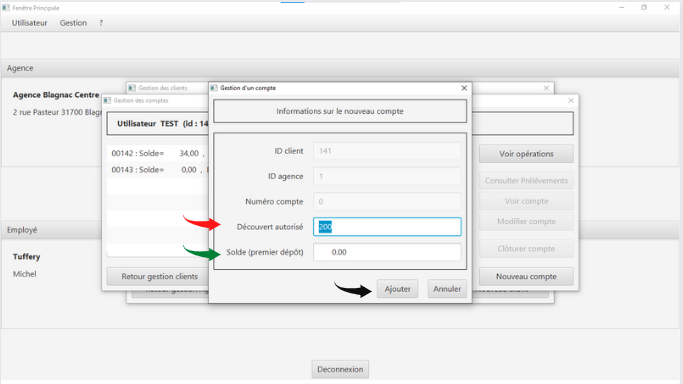 Fenêtre Principale
Utilisateur Gestion ?
Agence
Agence Blagnac Centre
2 rue Pasteur 31700
Gestion des clients
Gestion des comptes
Utilisateur TEST (id : 14
00142 : Solde= 34,00 ,
00143 : Solde= 0,00 ,
Retour gestion clients
Gestion d'un compte
Informations sur le nouveau compte
ID client 141
ID agence 1
Numéro compte 0
Découvert autorisé 200
Solde (premier dépôt) 0.00
Ajouter Annuler
Voir opérations
Consulter Prélèvements
Voir compte
Modifier compte
Clôturer compte
Nouveau compte
Employé
Tuffery
Michel
Deconnexion